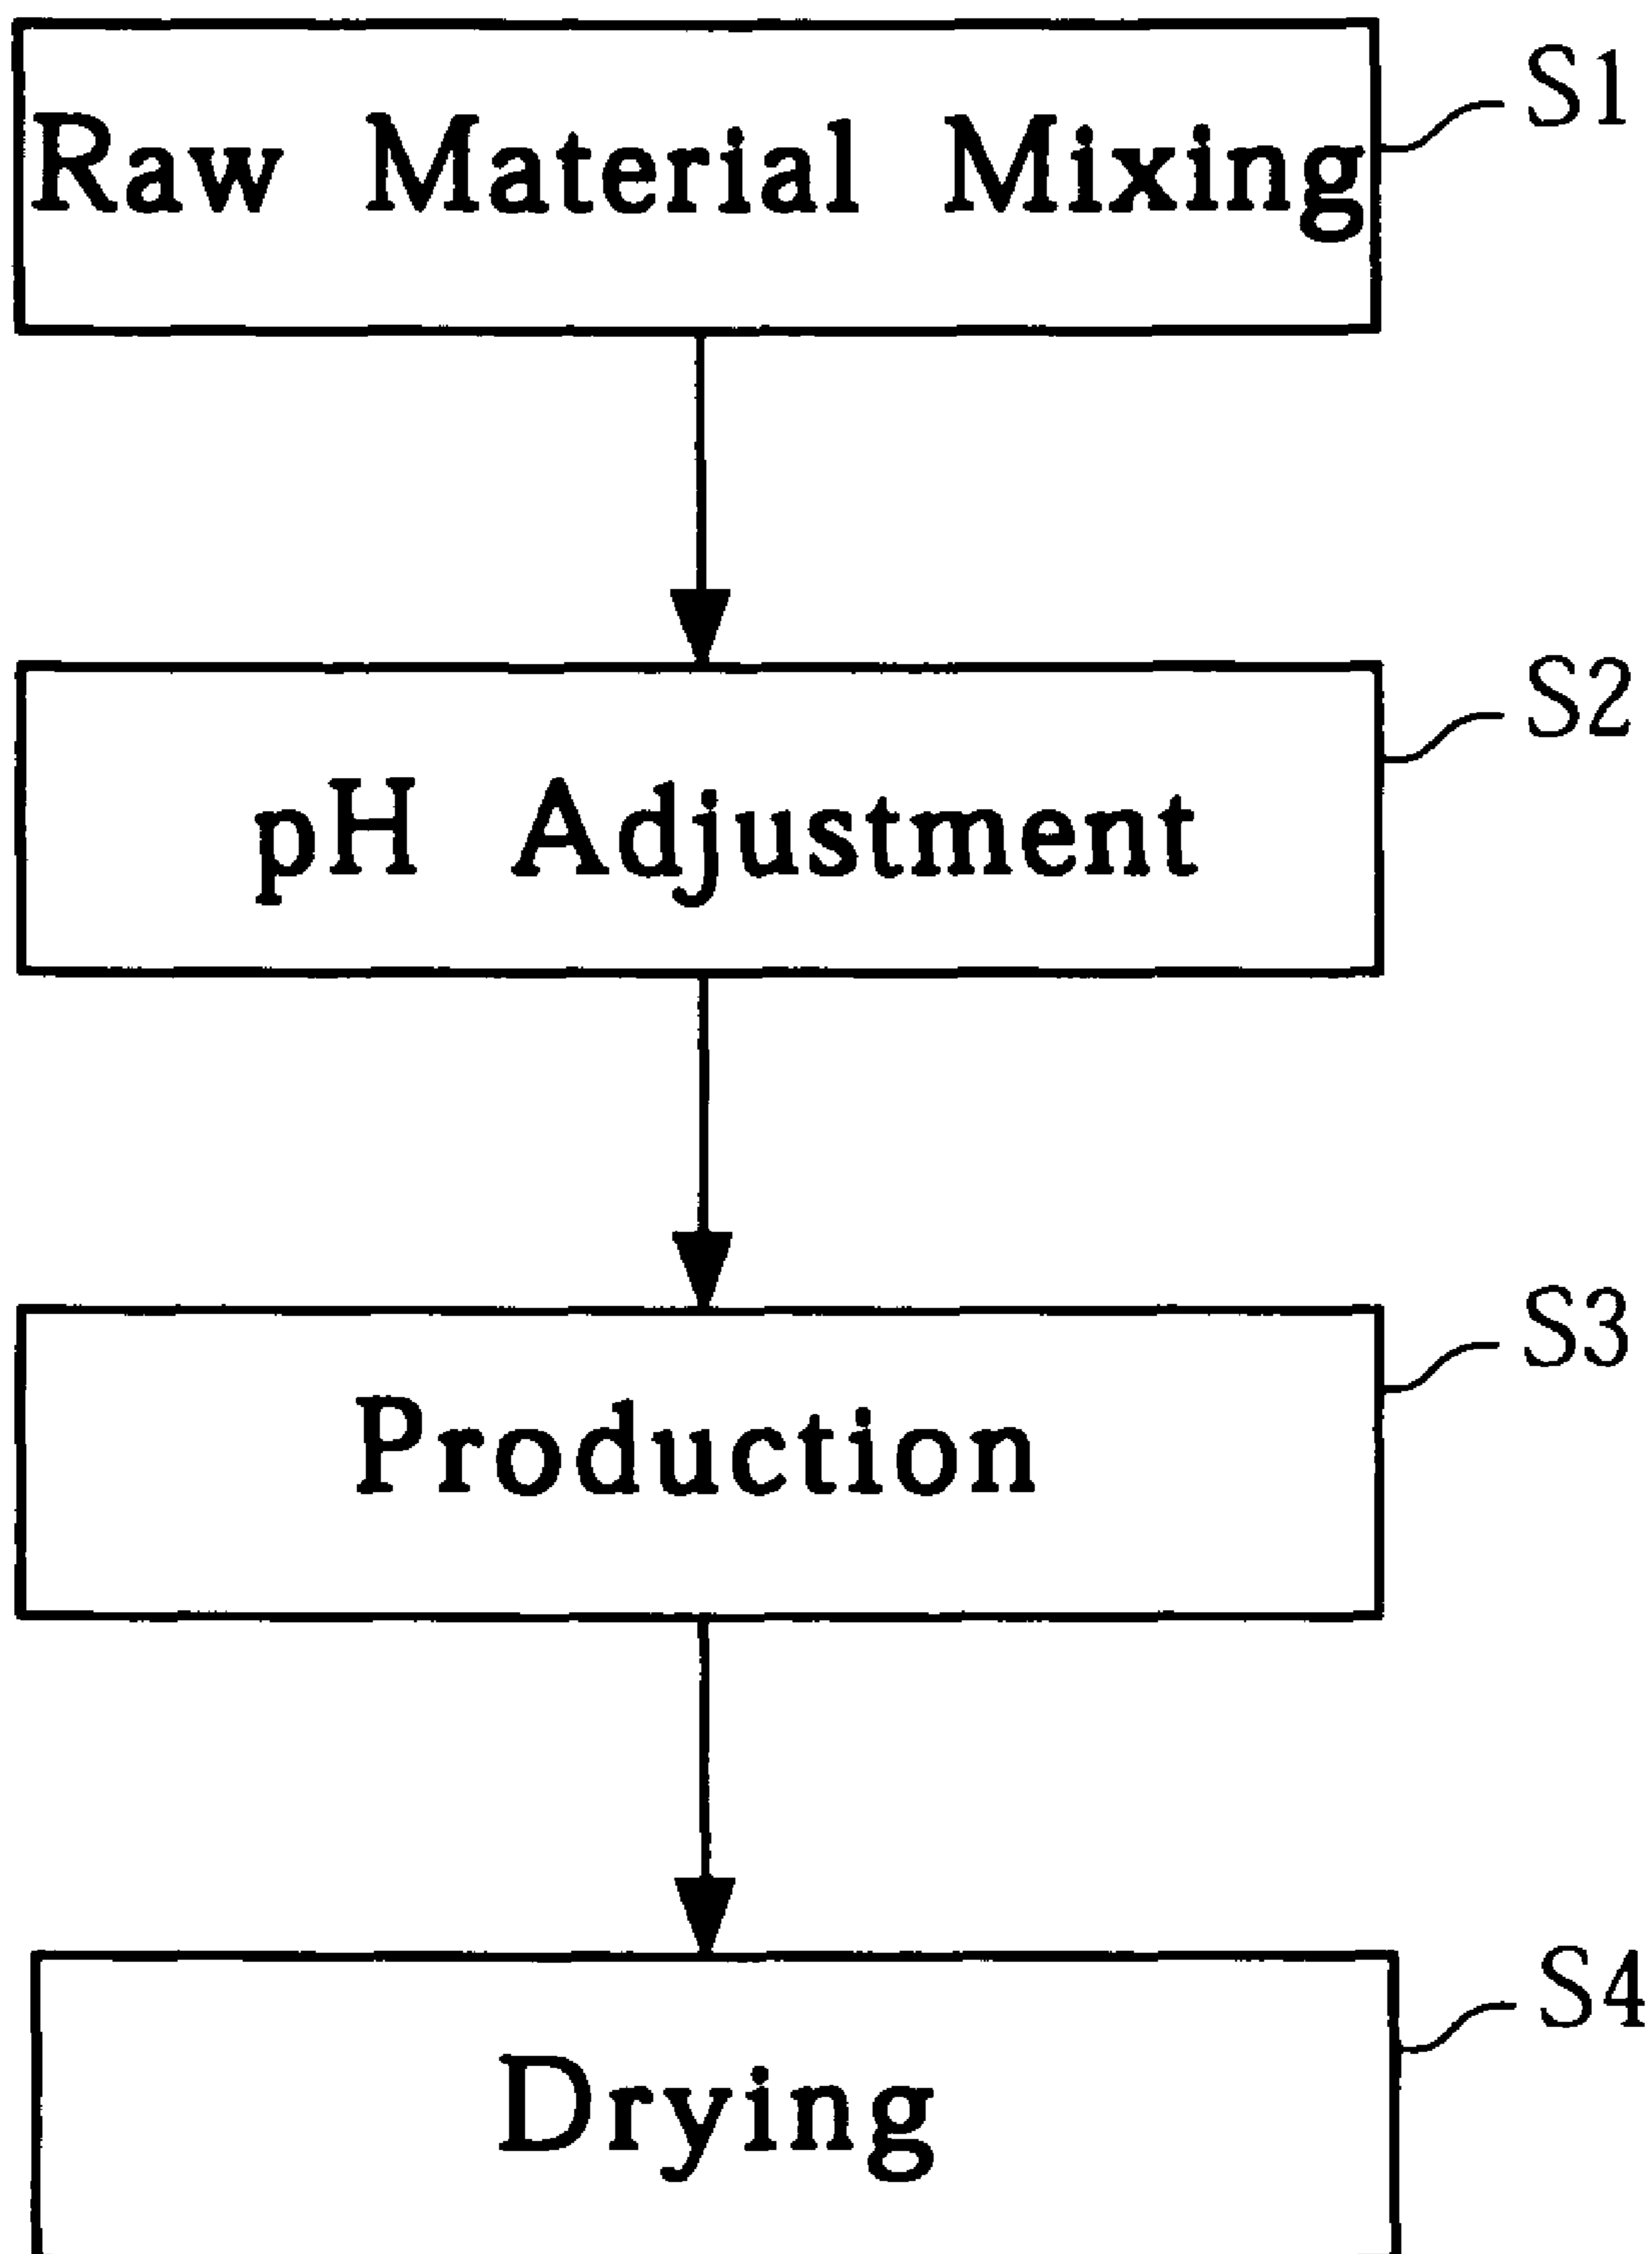 Raw Material Mixing
S1
pH Adjustment
S2
Production
S3
Drying
S4